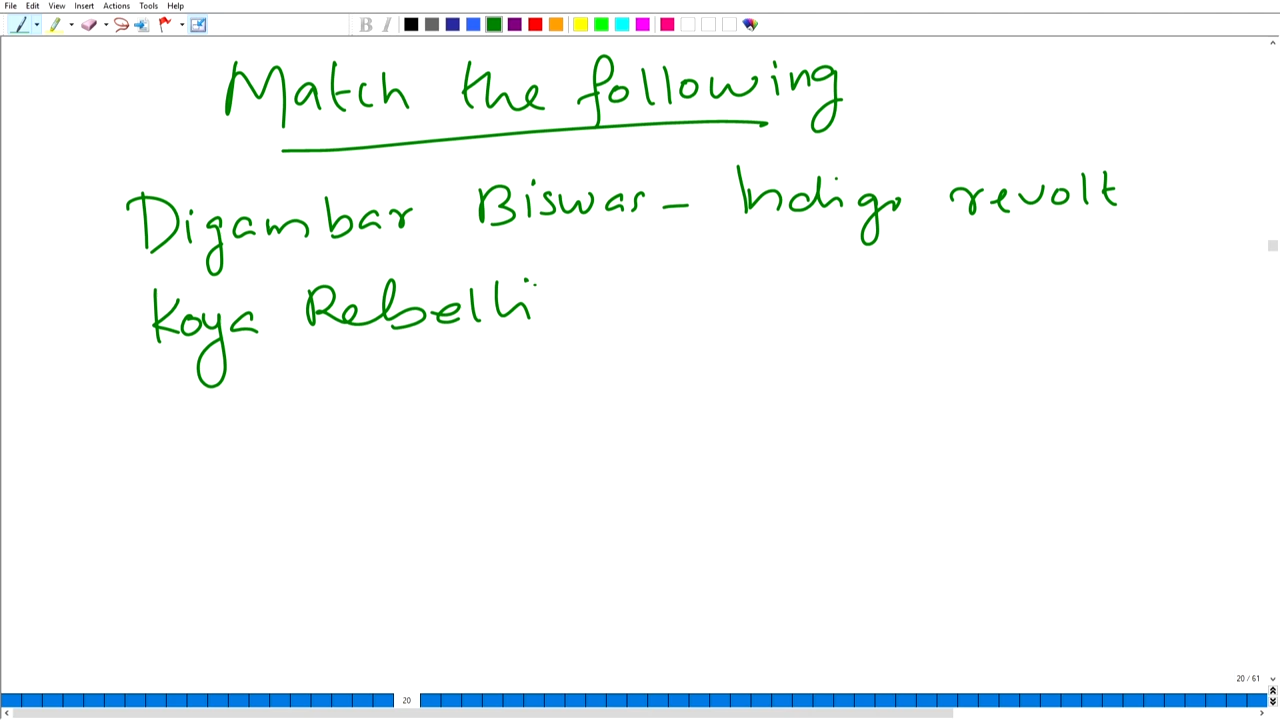 File Edit View Insert Actions Tools Help
B I
Match the following
Digambar Biswas - Indigo revolt
Koya Rebelli
20 / 61
20